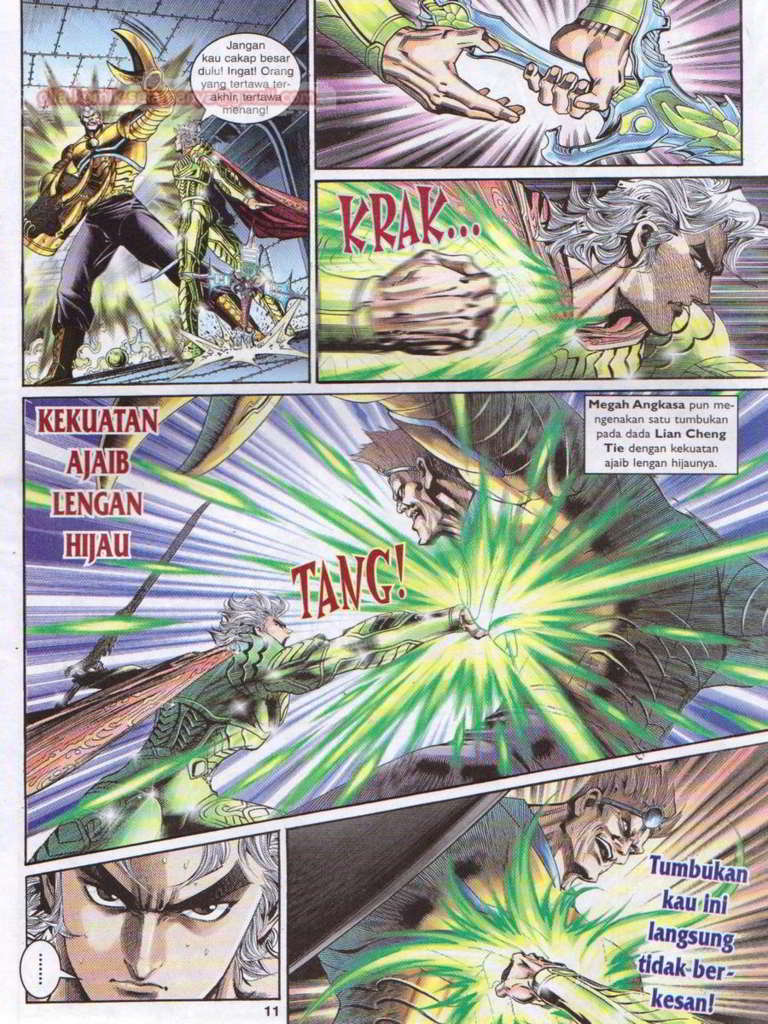 Jangan
kau cakap besar
dulu! Ingat! Orang
yang tertawa ter-
akhir, tertawa
menang!
KRAK...
KEKUATAN
AJAIB
LENGAN
HIJAU
Megah Angkasa pun me-
ngenakan satu tumbukan
pada dada Lian Cheng
Tie dengan kekuatan
ajaib lengan hijaunya.
TANG!
.......
Tumbukan
kau ini
langsung
tidak ber-
kesan!
11